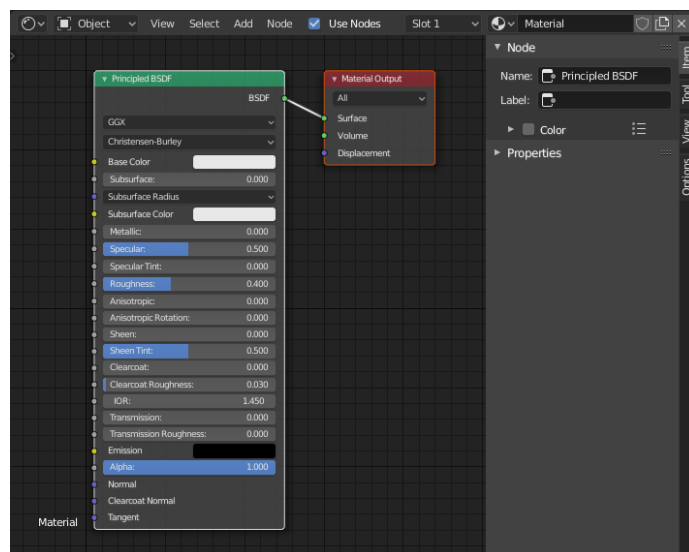 Object View Select Add Node Use Nodes Slot 1 Material
Node
Name: Principled BSDF
Label:
Color
Properties
Item
Tool
View
Options
Principled BSDF
BSDF
GGX
Christensen-Burley
Base Color
Subsurface: 0.000
Subsurface Radius
Subsurface Color
Metallic: 0.000
Specular: 0.500
Specular Tint: 0.000
Roughness: 0.400
Anisotropic: 0.000
Anisotropic Rotation: 0.000
Sheen: 0.000
Sheen Tint: 0.500
Clearcoat: 0.000
Clearcoat Roughness: 0.030
IOR: 1.450
Transmission: 0.000
Transmission Roughness: 0.000
Emission
Alpha: 1.000
Normal
Clearcoat Normal
Tangent
Material Output
All
Surface
Volume
Displacement
Material